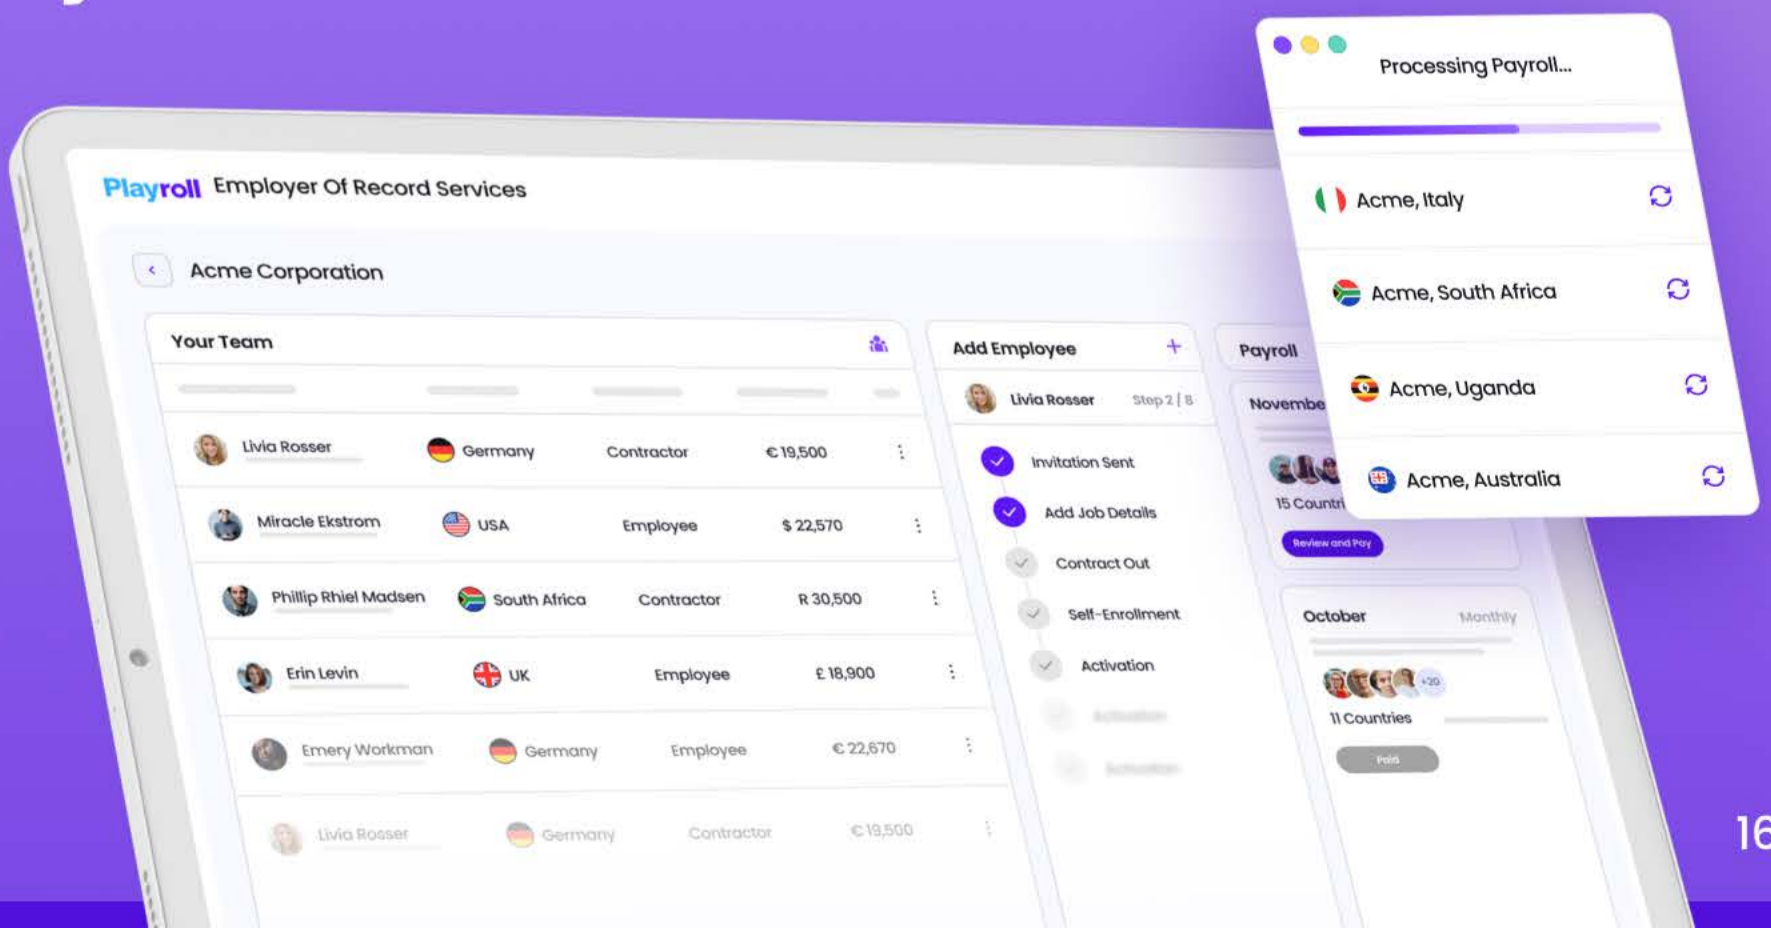 Processing Payroll...
Acme, Italy
Acme, South Africa
Acme, Uganda
Acme, Australia
Playroll Employer Of Record Services
Acme Corporation
Your Team
Livia Rosser Germany Contractor € 19,500
Miracle Ekstrom USA Employee $ 22,570
Phillip Rhiel Madsen South Africa Contractor R 30,500
Erin Levin UK Employee £ 18,900
Emery Workman Germany Employee € 22,670
Livia Rosser Germany Contractor € 19,500
Add Employee
Livia Rosser Step 2 / 8
Invitation Sent
Add Job Details
Contract Out
Self-Enrollment
Activation
Activation
Activation
Payroll
Novembe
15 Countri
Review and Pay
October Monthly
+20
11 Countries
Paid
16